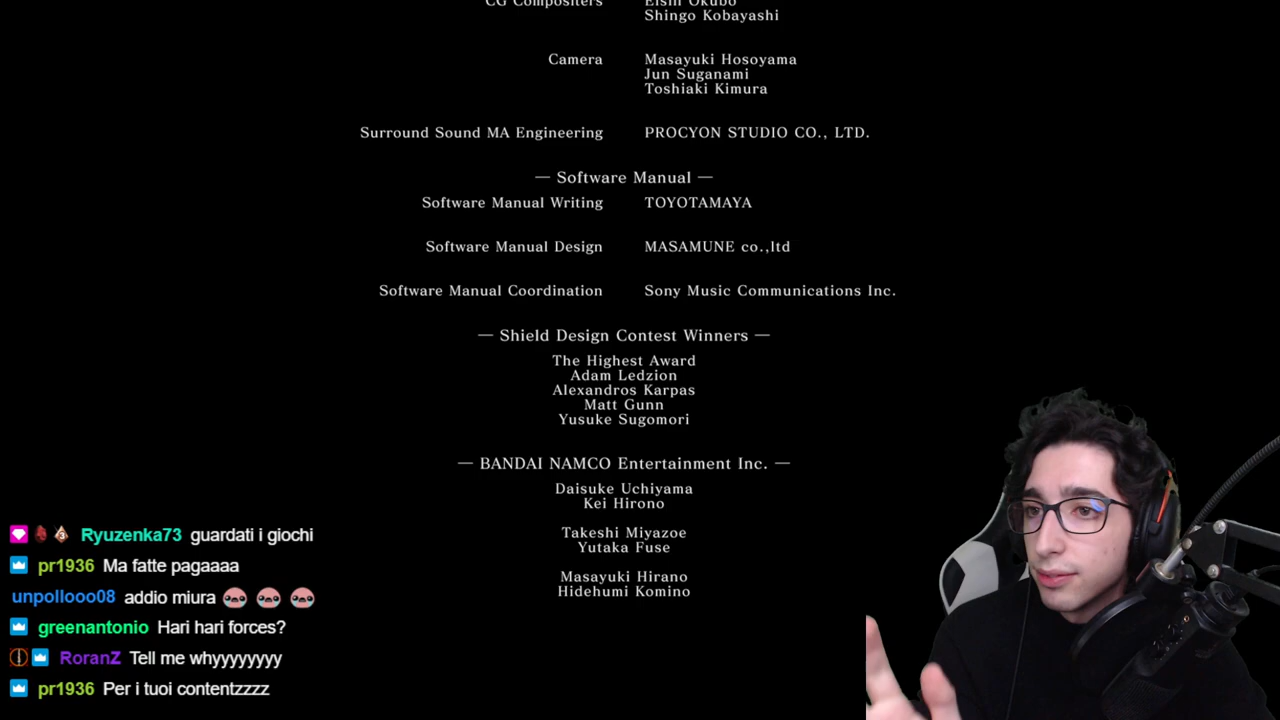 CG Compositers Eishi Okubo
Shingo Kobayashi
Camera Masayuki Hosoyama
Jun Suganami
Toshiaki Kimura
Surround Sound MA Engineering PROCYON STUDIO CO., LTD.
— Software Manual —
Software Manual Writing TOYOTAMAYA
Software Manual Design MASAMUNE co.,ltd
Software Manual Coordination Sony Music Communications Inc.
— Shield Design Contest Winners —
The Highest Award
Adam Ledzion
Alexandros Karpas
Matt Gunn
Yusuke Sugomori
— BANDAI NAMCO Entertainment Inc. —
Daisuke Uchiyama
Kei Hirono
Takeshi Miyazoe
Yutaka Fuse
Masayuki Hirano
Hidehumi Komino
Ryuzenka73 guardati i giochi
pr1936 Ma fatte pagaaaa
unpollooo08 addio miura
greenantonio Hari hari forces?
RoranZ Tell me whyyyyyyyy
pr1936 Per i tuoi contentzzzz